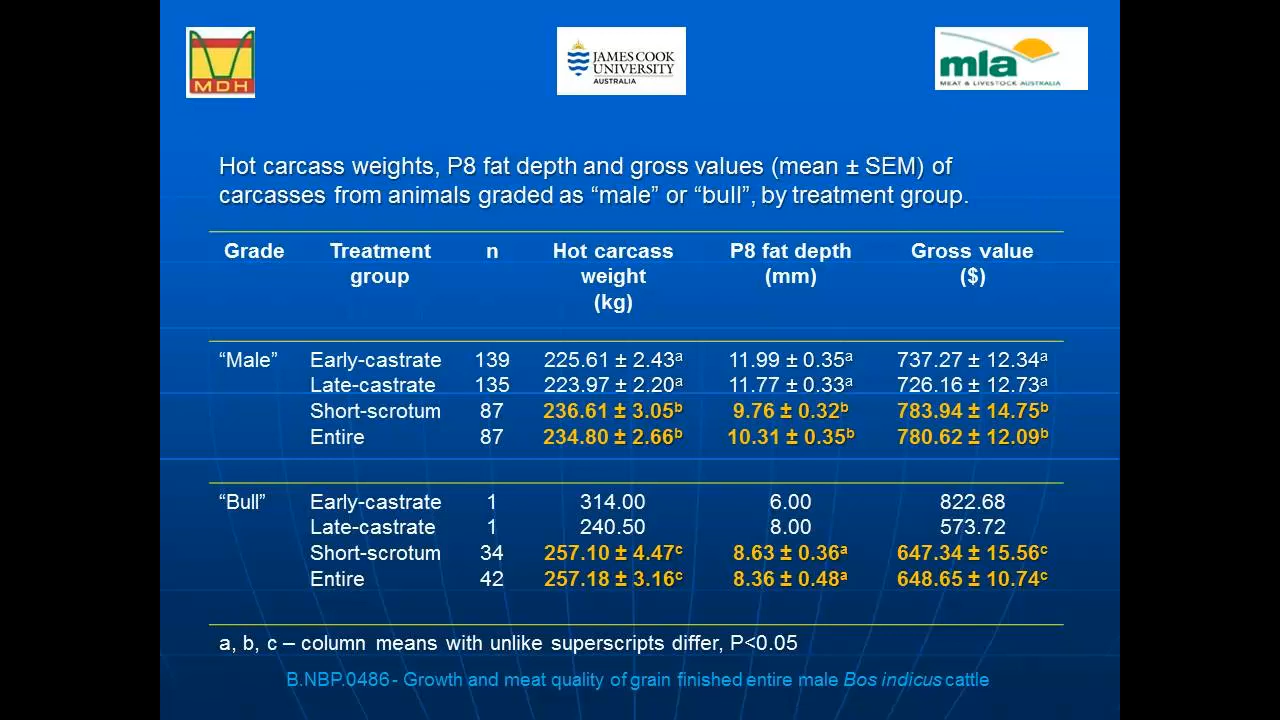 MDH
JAMES COOK
UNIVERSITY
AUSTRALIA
mla
MEAT & LIVESTOCK AUSTRALIA
Hot carcass weights, P8 fat depth and gross values (mean ± SEM) of
carcasses from animals graded as “male” or “bull”, by treatment group.
Grade Treatment group n Hot carcass weight (kg) P8 fat depth (mm) Gross value ($)
“Male” Early-castrate 139 225.61 ± 2.43ᵃ 11.99 ± 0.35ᵃ 737.27 ± 12.34ᵃ
Late-castrate 135 223.97 ± 2.20ᵃ 11.77 ± 0.33ᵃ 726.16 ± 12.73ᵃ
Short-scrotum 87 236.61 ± 3.05ᵇ 9.76 ± 0.32ᵇ 783.94 ± 14.75ᵇ
Entire 87 234.80 ± 2.66ᵇ 10.31 ± 0.35ᵇ 780.62 ± 12.09ᵇ
“Bull” Early-castrate 1 314.00 6.00 822.68
Late-castrate 1 240.50 8.00 573.72
Short-scrotum 34 257.10 ± 4.47ᶜ 8.63 ± 0.36ᵃ 647.34 ± 15.56ᶜ
Entire 42 257.18 ± 3.16ᶜ 8.36 ± 0.48ᵃ 648.65 ± 10.74ᶜ
a, b, c – column means with unlike superscripts differ, P<0.05
B.NBP.0486 - Growth and meat quality of grain finished entire male Bos indicus cattle